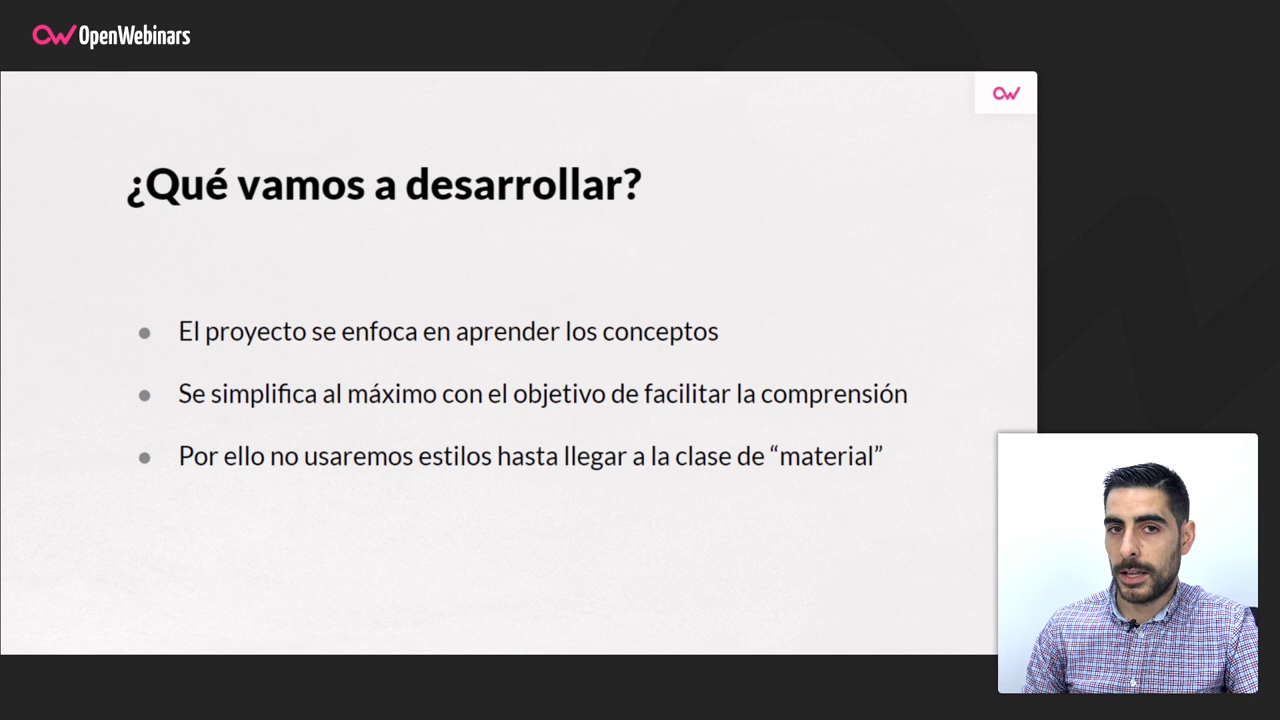 OpenWebinars
¿Qué vamos a desarrollar?
El proyecto se enfoca en aprender los conceptos
Se simplifica al máximo con el objetivo de facilitar la comprensión
Por ello no usaremos estilos hasta llegar a la clase de “material”